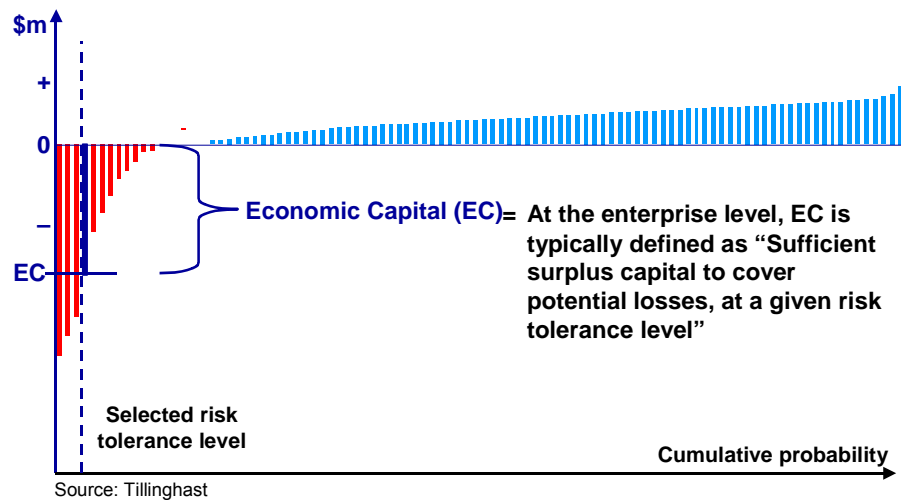 $m
+
0
Economic Capital (EC)
= At the enterprise level, EC is
typically defined as “Sufficient
surplus capital to cover
potential losses, at a given risk
tolerance level”
–
EC
Selected risk
tolerance level
Cumulative probability
Source: Tillinghast